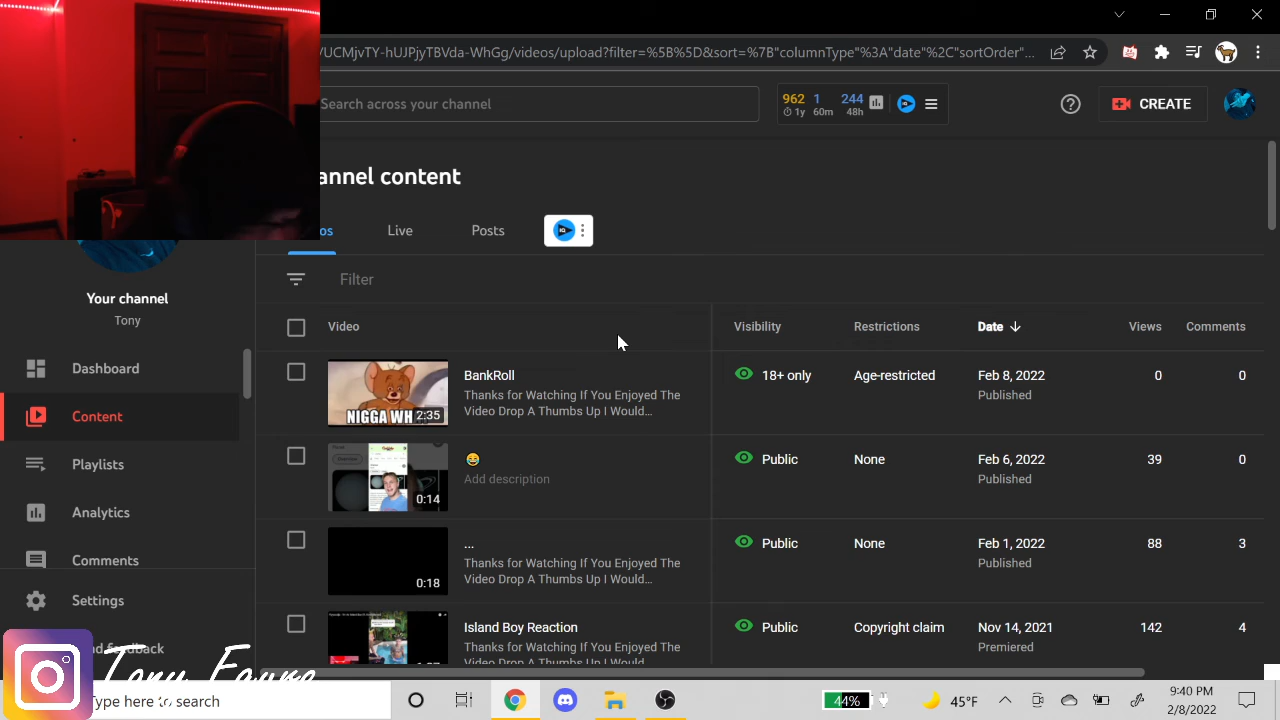 /UCMjvTY-hUJPjyTBVda-WhGg/videos/upload?filter=%5B%5D&sort=%7B"columnType"%3A"date"%2C"sortOrder"...
Search across your channel
962 1 244
1y 60m 48h
IQ
CREATE
annel content
os Live Posts IQ
Filter
Your channel
Tony
Dashboard
Content
Playlists
Analytics
Comments
Settings
nd feedback
Video Visibility Restrictions Date Views Comments
NIGGA WH 2:35
BankRoll
Thanks for Watching If You Enjoyed The
Video Drop A Thumbs Up I Would...
18+ only Age-restricted Feb 8, 2022 0 0
Published
0:14
Add description
Public None Feb 6, 2022 39 0
Published
0:18
...
Thanks for Watching If You Enjoyed The
Video Drop A Thumbs Up I Would...
Public None Feb 1, 2022 88 3
Published
Island Boy Reaction
Thanks for Watching If You Enjoyed The
Video Drop A Thumbs Up I Would...
Public Copyright claim Nov 14, 2021 142 4
Premiered
Tony
Type here to search
44% 45°F 9:40 PM
2/8/2022